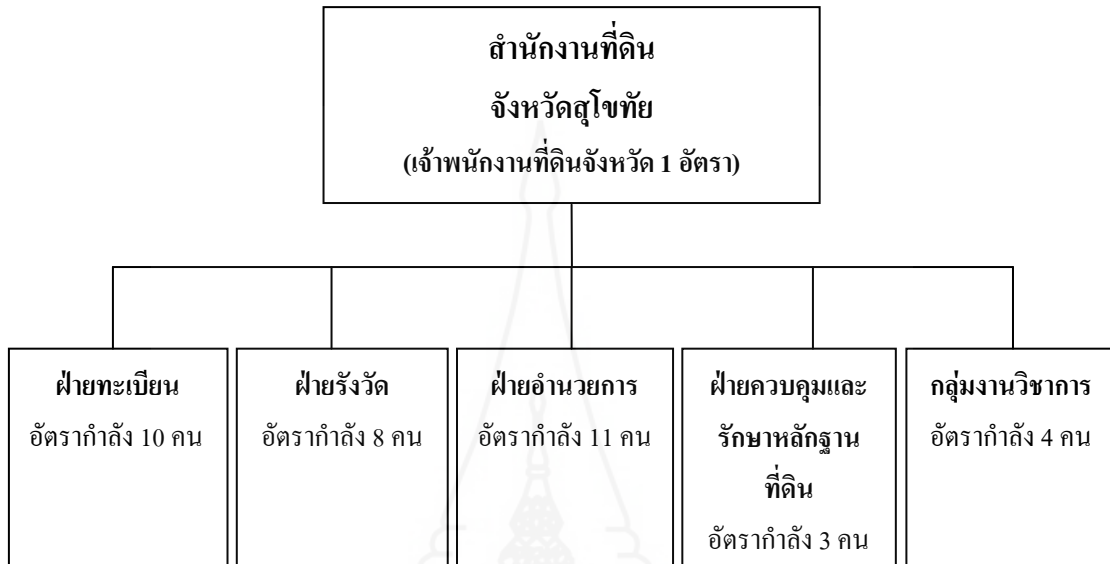 สำนักงานที่ดิน
จังหวัดสุโขทัย
(เจ้าพนักงานที่ดินจังหวัด 1 อัตรา)
ฝ่ายทะเบียน
อัตรากำลัง 10 คน
ฝ่ายรังวัด
อัตรากำลัง 8 คน
ฝ่ายอำนวยการ
อัตรากำลัง 11 คน
ฝ่ายควบคุมและ
รักษาหลักฐาน
ที่ดิน
อัตรากำลัง 3 คน
กลุ่มงานวิชาการ
อัตรากำลัง 4 คน